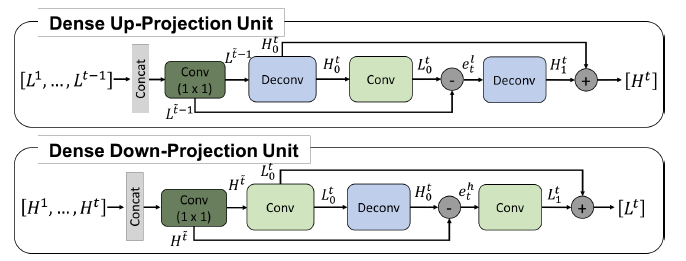 Dense Up-Projection Unit
[L^1, ..., L^{t-1}]
Concat
Conv
(1 x 1)
L^{\tilde{t}-1}
L^{\tilde{t}-1}
Deconv
H_0^t
H_0^t
Conv
L_0^t
-
e_t^l
Deconv
H_1^t
+
[H^t]
Dense Down-Projection Unit
[H^1, ..., H^t]
Concat
Conv
(1 x 1)
H^{\tilde{t}}
H^{\tilde{t}}
Conv
L_0^t
L_0^t
Deconv
H_0^t
-
e_t^h
Conv
L_1^t
+
[L^t]